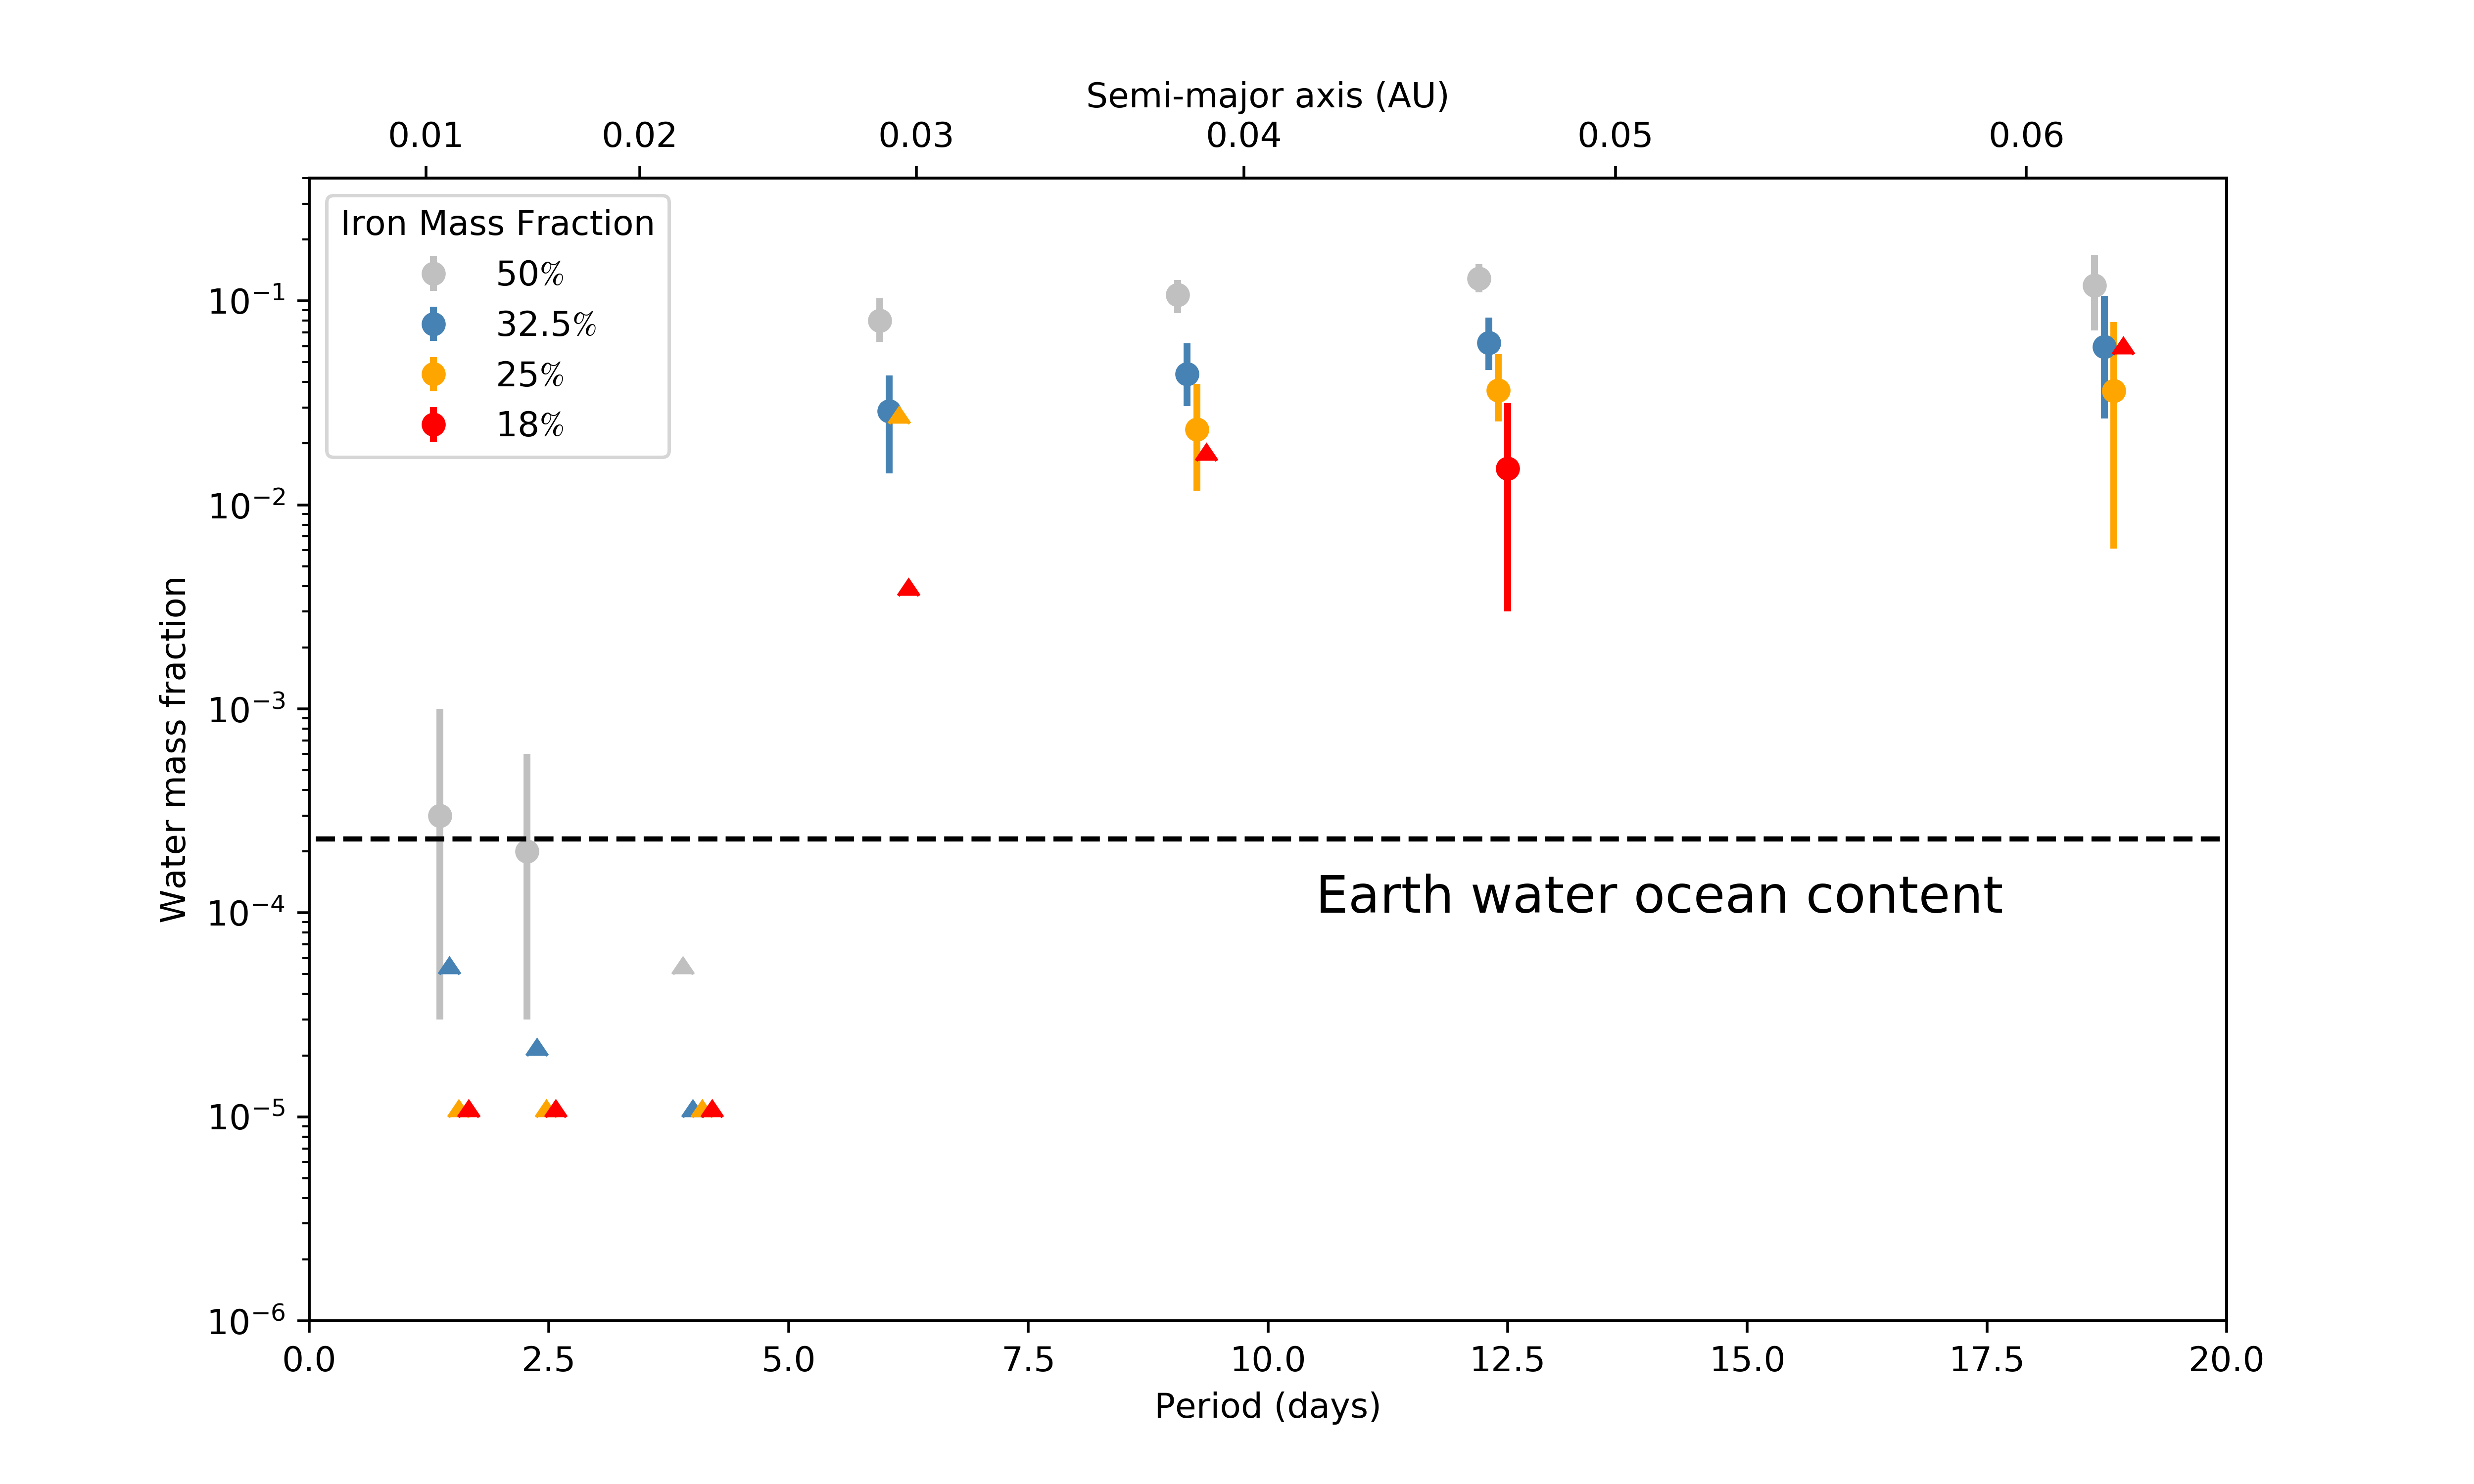 Semi-major axis (AU)
0.01 0.02 0.03 0.04 0.05 0.06
Iron Mass Fraction
50%
32.5%
25%
18%
10⁻¹
10⁻²
10⁻³
10⁻⁴
10⁻⁵
10⁻⁶
Water mass fraction
Earth water ocean content
0.0 2.5 5.0 7.5 10.0 12.5 15.0 17.5 20.0
Period (days)